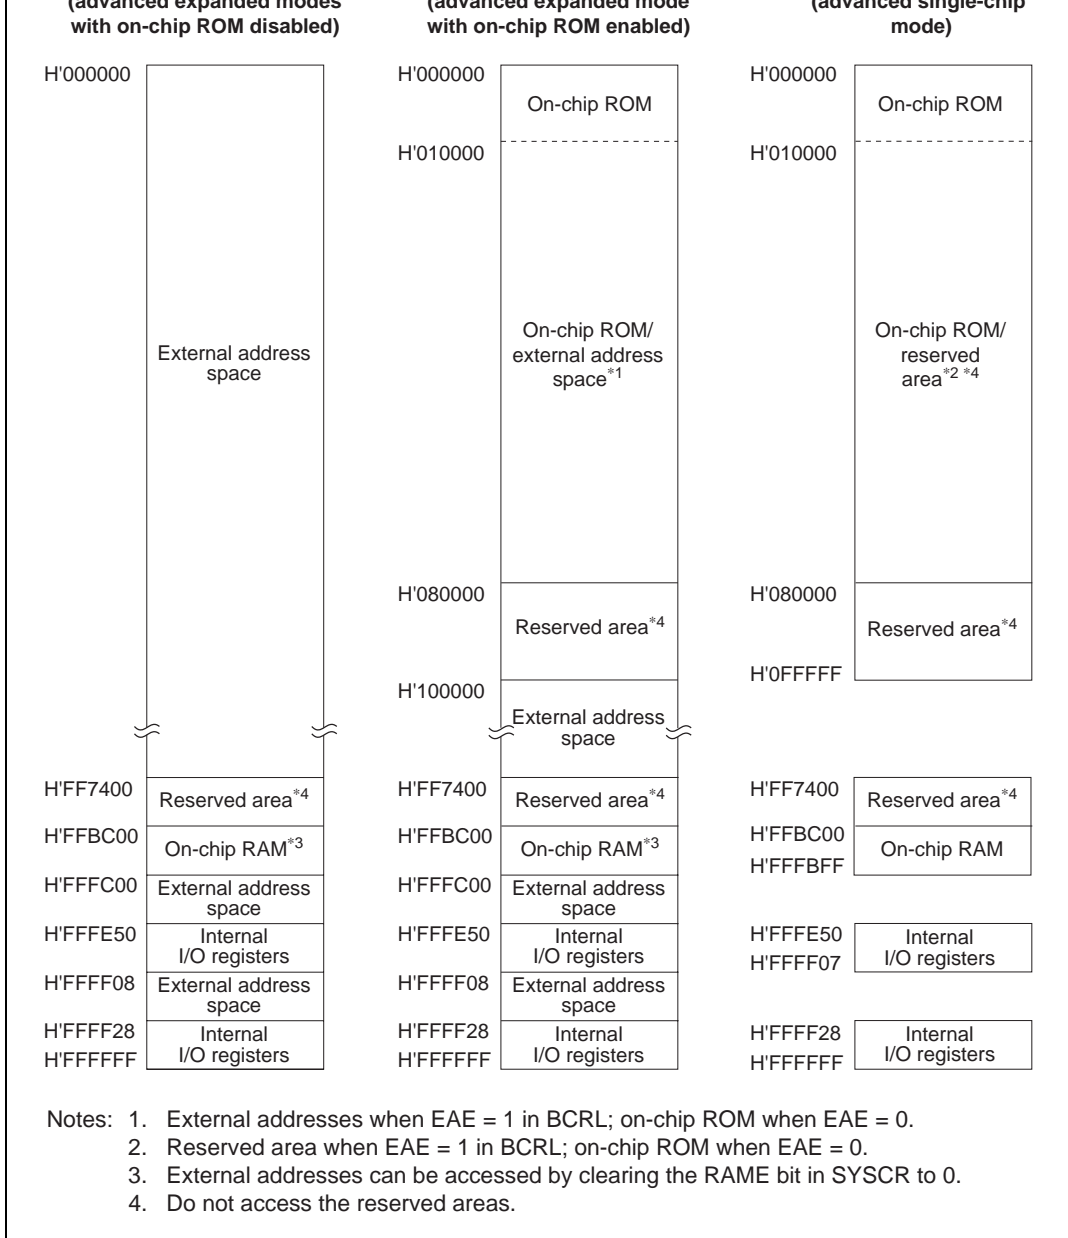 (advanced expanded modes
with on-chip ROM disabled)
H'000000
External address
space
H'FF7400
Reserved area*4
H'FFBC00
On-chip RAM*3
H'FFFC00
External address
space
H'FFFE50
Internal
I/O registers
H'FFFF08
External address
space
H'FFFF28
Internal
I/O registers
H'FFFFFF
(advanced expanded mode
with on-chip ROM enabled)
H'000000
On-chip ROM
H'010000
On-chip ROM/
external address
space*1
H'080000
Reserved area*4
H'100000
External address
space
H'FF7400
Reserved area*4
H'FFBC00
On-chip RAM*3
H'FFFC00
External address
space
H'FFFE50
Internal
I/O registers
H'FFFF08
External address
space
H'FFFF28
Internal
I/O registers
H'FFFFFF
(advanced single-chip
mode)
H'000000
On-chip ROM
H'010000
On-chip ROM/
reserved
area*2 *4
H'080000
Reserved area*4
H'0FFFFF
H'FF7400
Reserved area*4
H'FFBC00
On-chip RAM
H'FFFBFF
H'FFFE50
Internal
I/O registers
H'FFFF07
H'FFFF28
Internal
I/O registers
H'FFFFFF
Notes: 1. External addresses when EAE = 1 in BCRL; on-chip ROM when EAE = 0.
2. Reserved area when EAE = 1 in BCRL; on-chip ROM when EAE = 0.
3. External addresses can be accessed by clearing the RAME bit in SYSCR to 0.
4. Do not access the reserved areas.